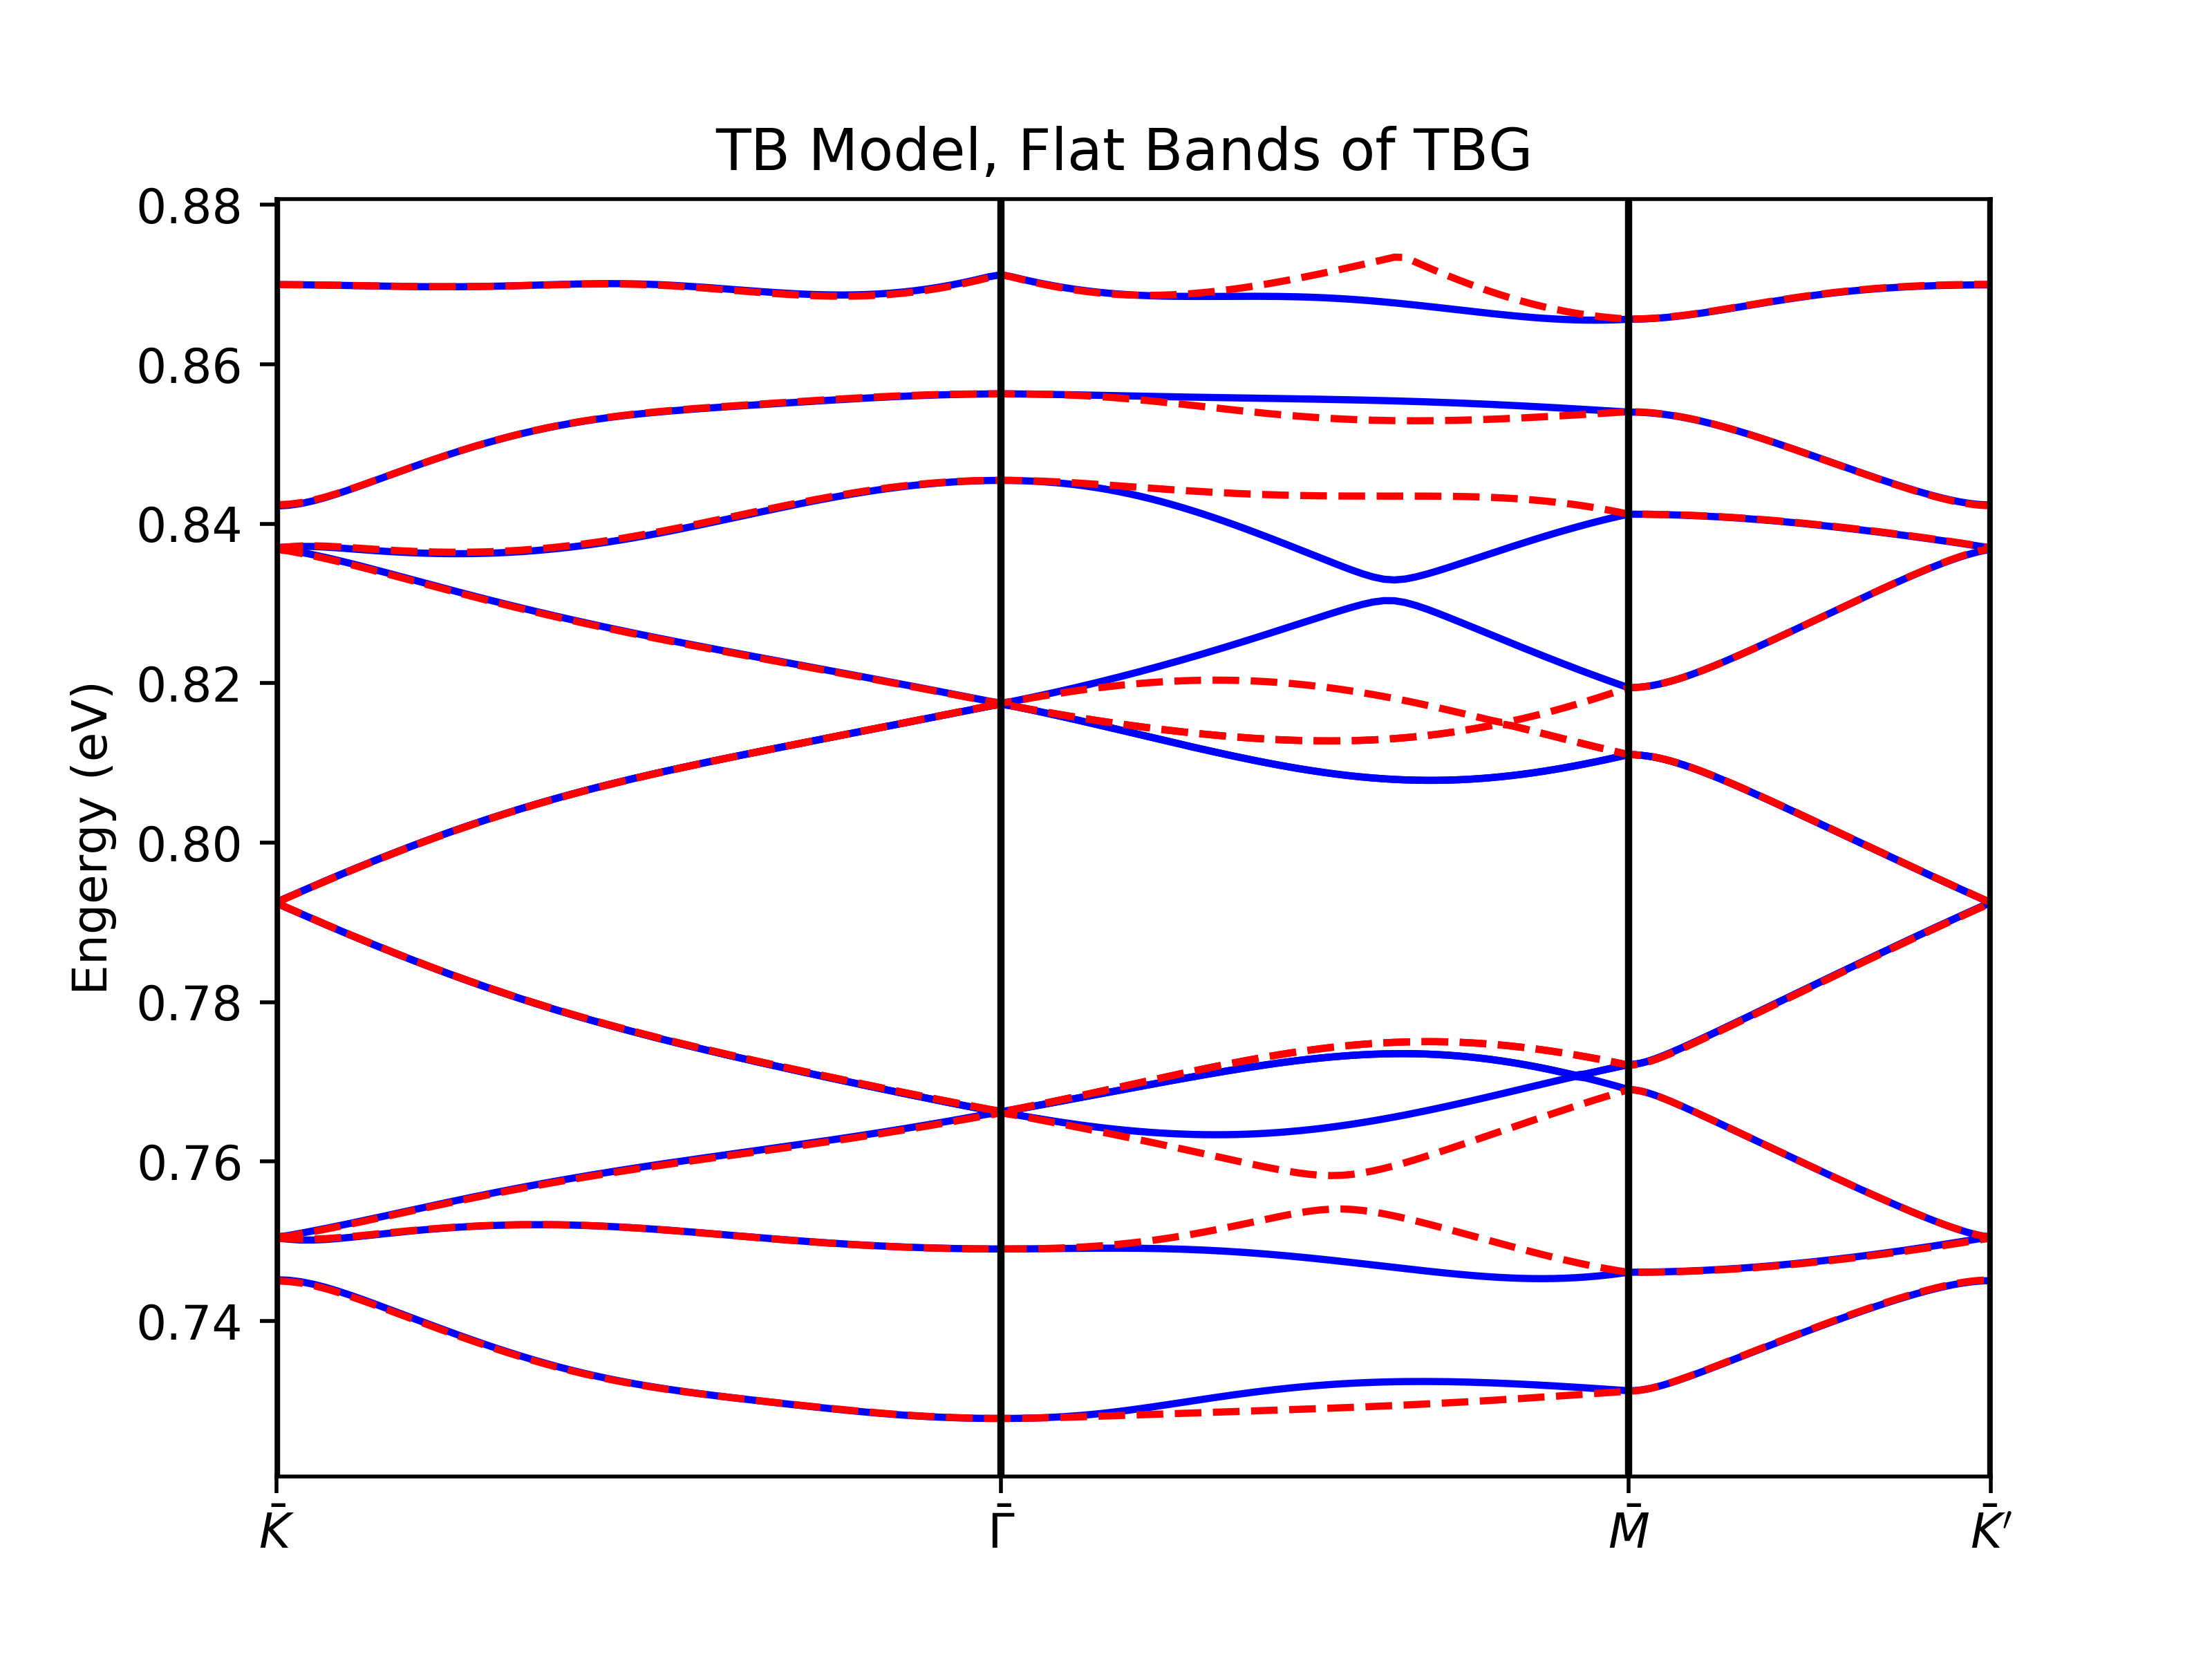 TB Model, Flat Bands of TBG
Engergy (eV)
0.88
0.86
0.84
0.82
0.80
0.78
0.76
0.74
K̄ Γ̄ M̄ K̄′